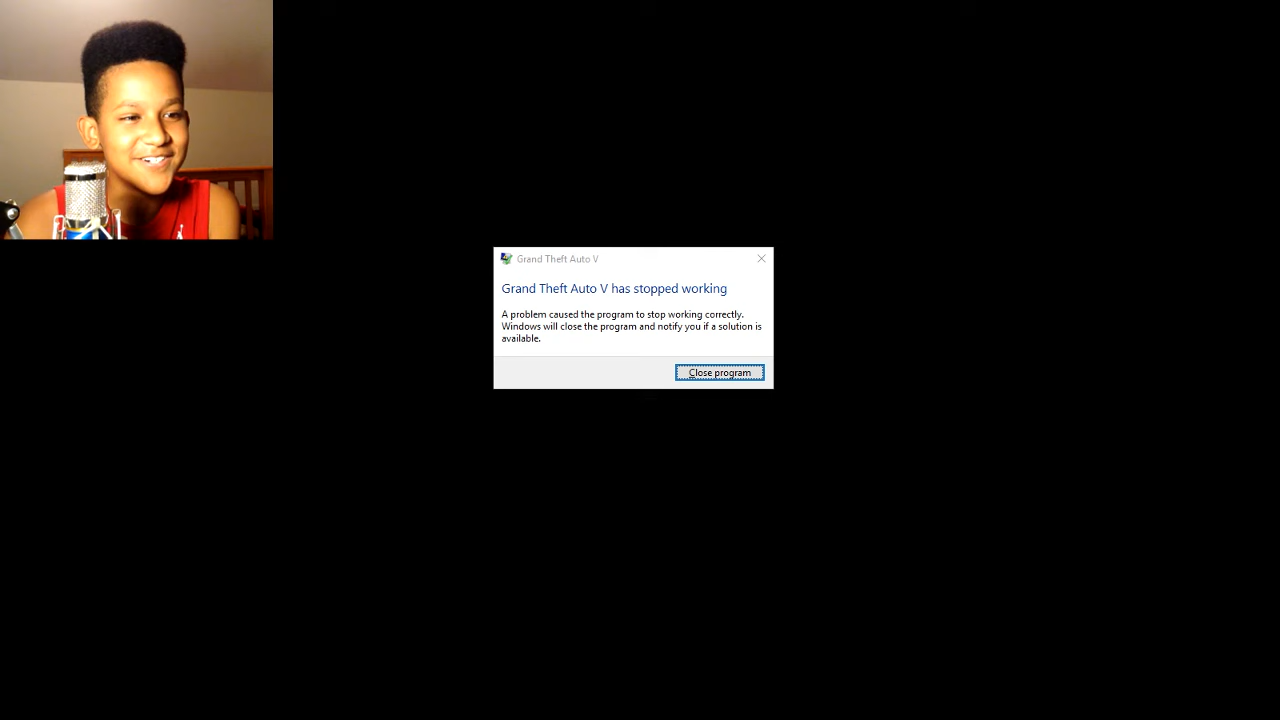 Grand Theft Auto V
Grand Theft Auto V has stopped working
A problem caused the program to stop working correctly.
Windows will close the program and notify you if a solution is
available.
Close program